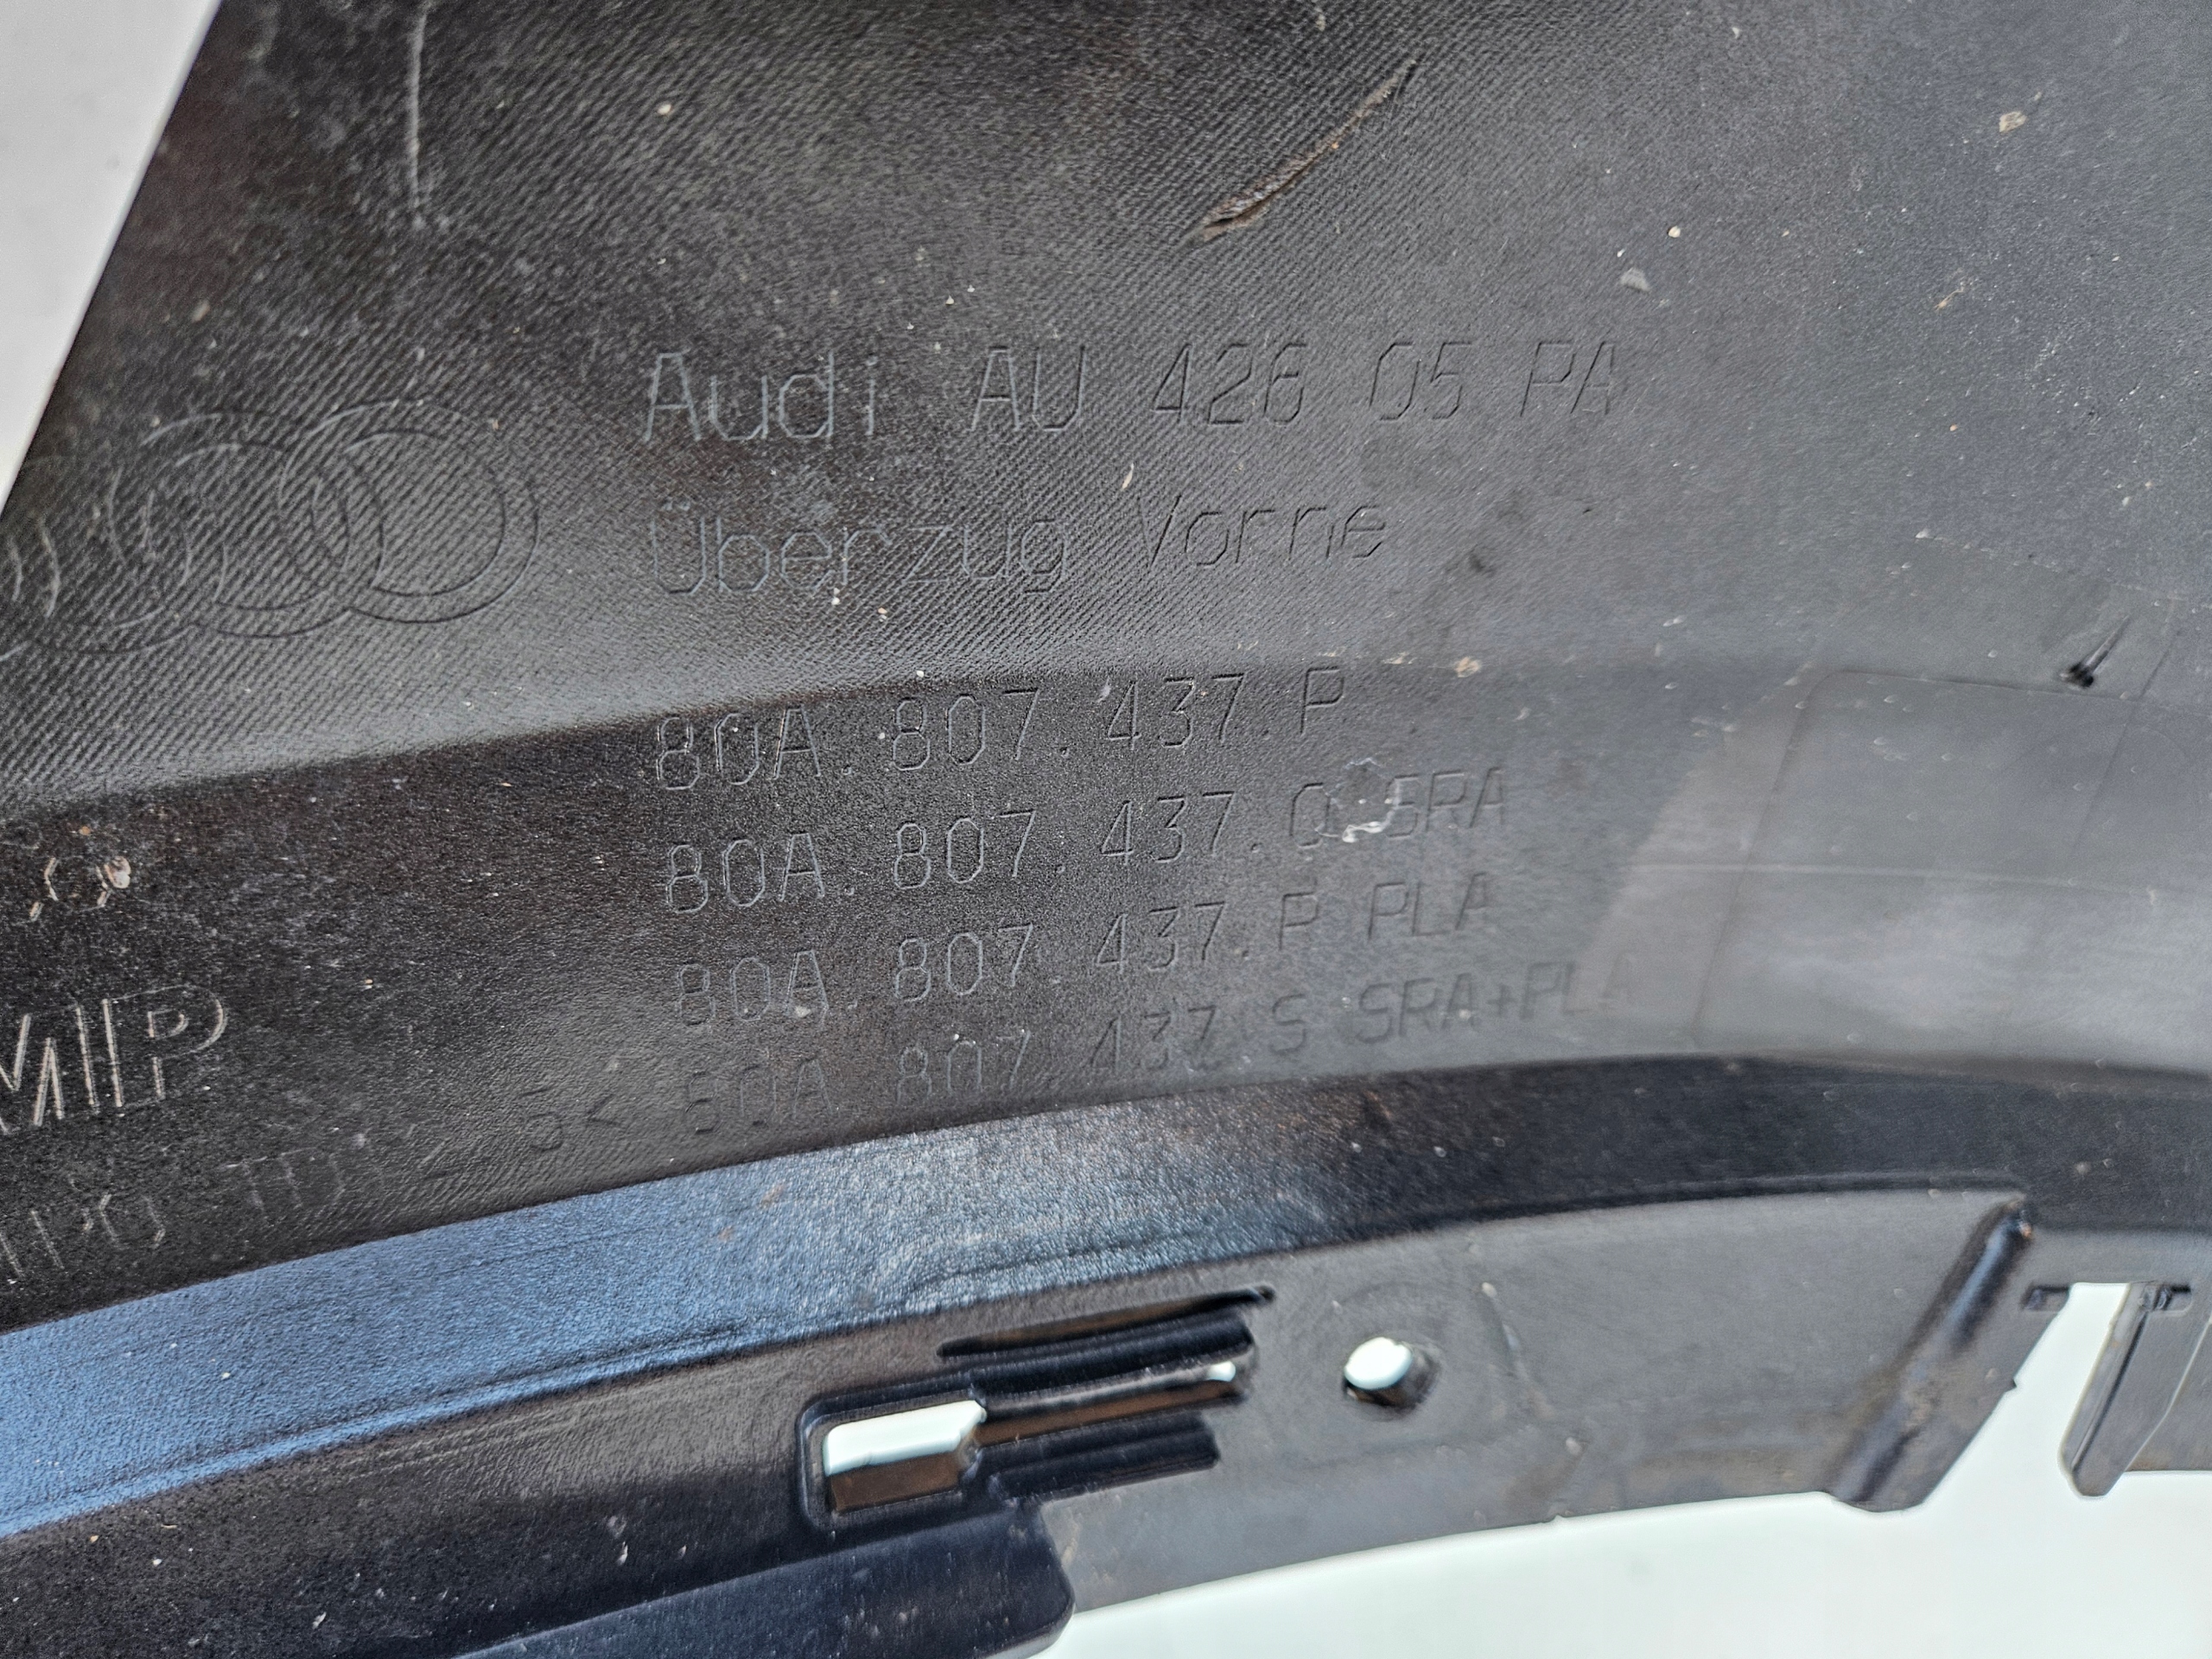 Audi AU 426 05 PA
Überzug Vorne
80A.807.437.P
80A.807.437.Q SRA
80A.807.437.P PLA
80A.807.437.S SRA+PLA